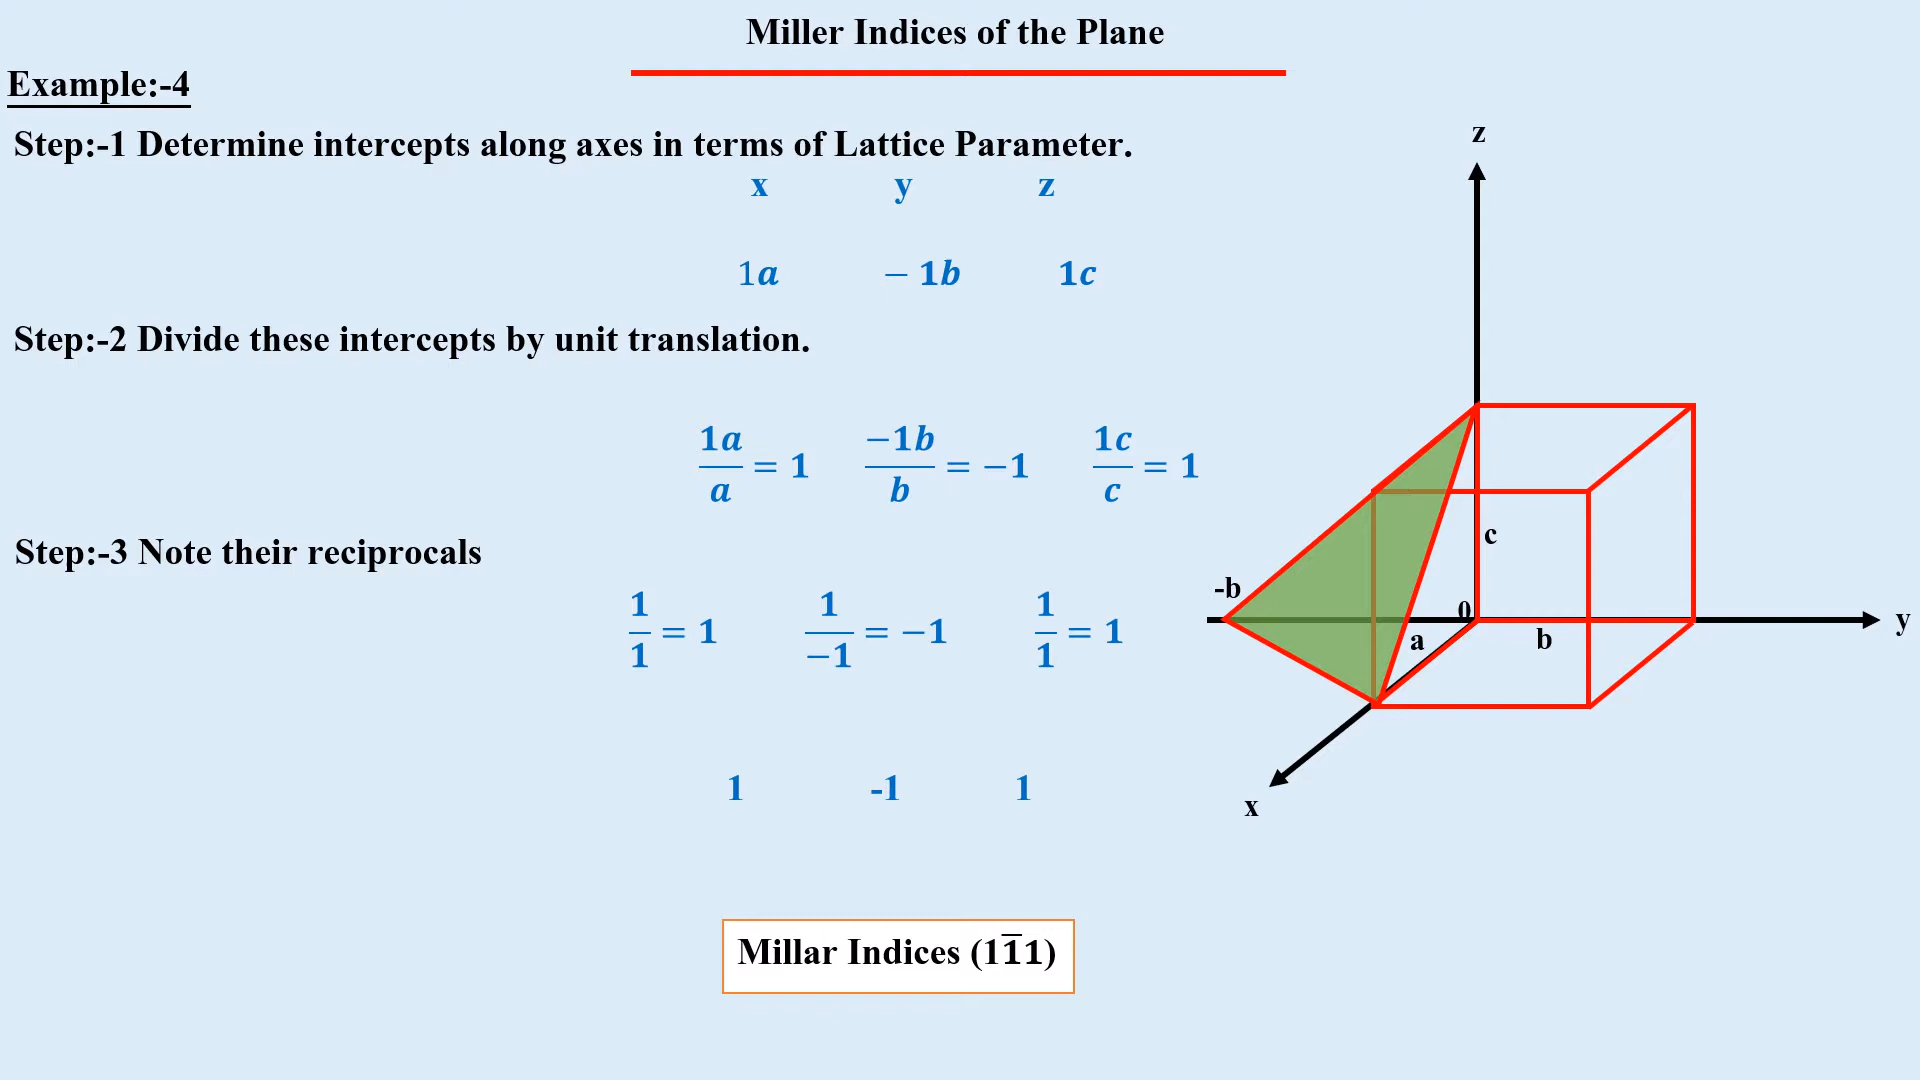 Miller Indices of the Plane
Example:-4
Step:-1 Determine intercepts along axes in terms of Lattice Parameter.
x y z
1a −1b 1c
Step:-2 Divide these intercepts by unit translation.
1a/a = 1 −1b/b = −1 1c/c = 1
Step:-3 Note their reciprocals
1/1 = 1 1/−1 = −1 1/1 = 1
1 -1 1
Millar Indices (11̅1)
z
c
-b
0
y
a
b
x